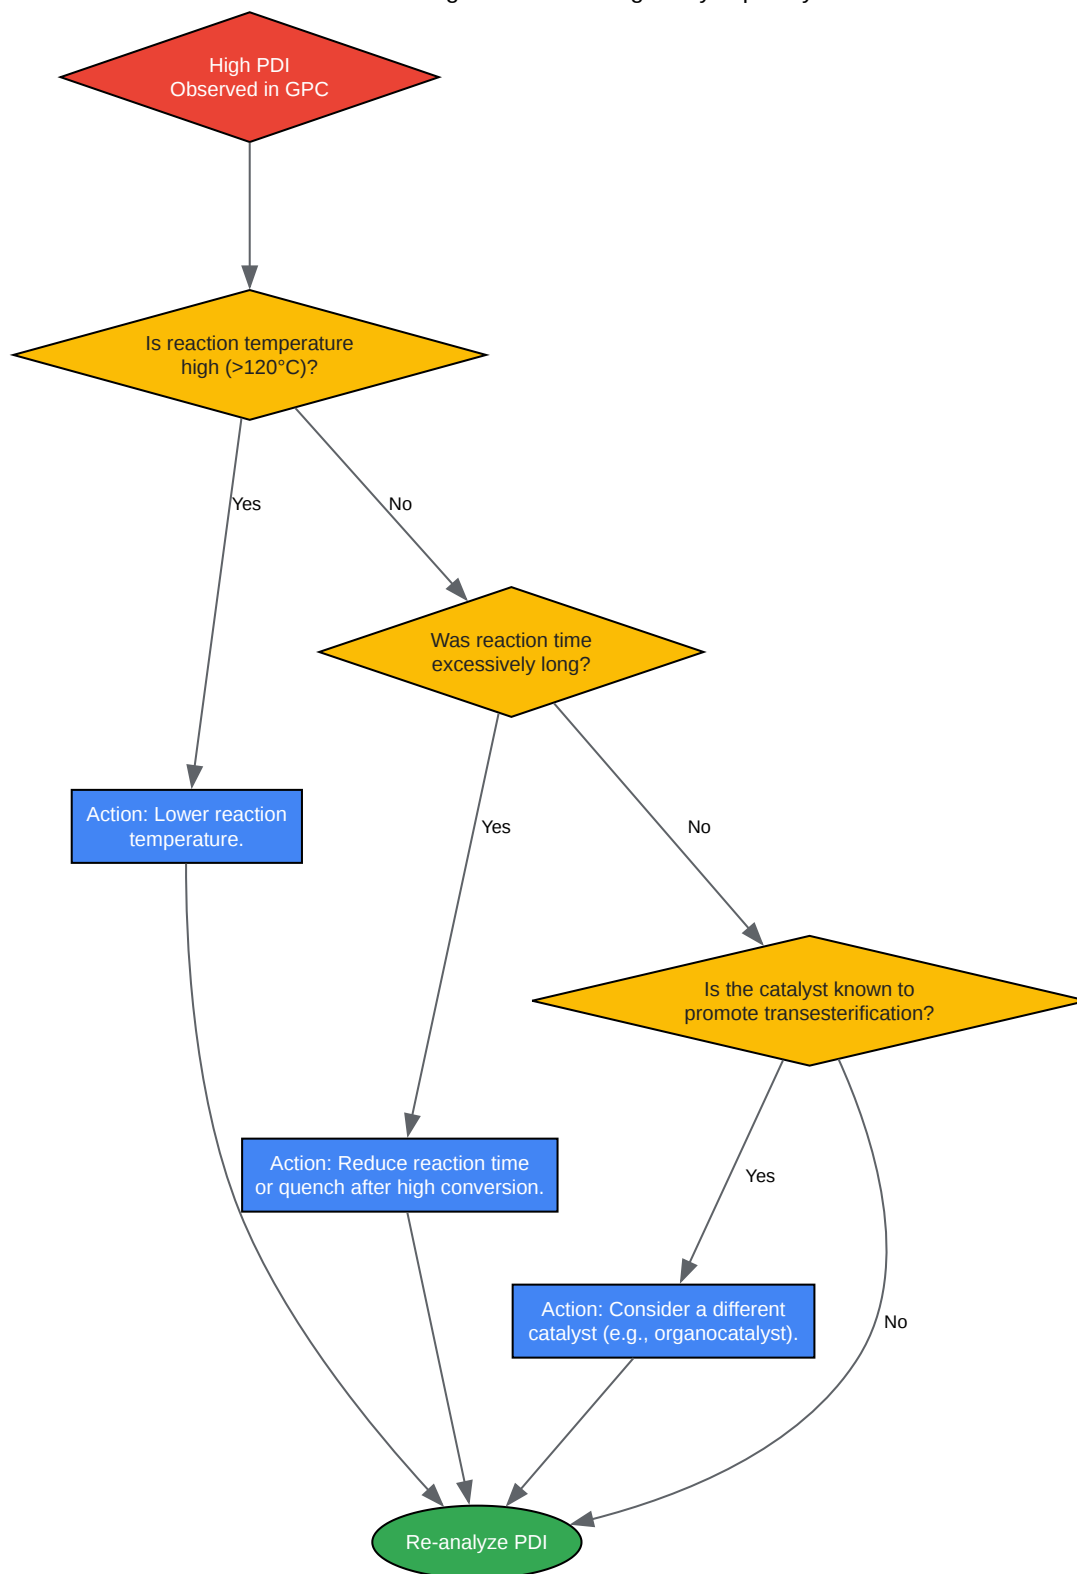 High PDI
Observed in GPC
Is reaction temperature
high (>120°C)?
Yes
No
Was reaction time
excessively long?
Action: Lower reaction
temperature.
Yes
No
Is the catalyst known to
promote transesterification?
Action: Reduce reaction time
or quench after high conversion.
Yes
Action: Consider a different
catalyst (e.g., organocatalyst).
No
Re-analyze PDI